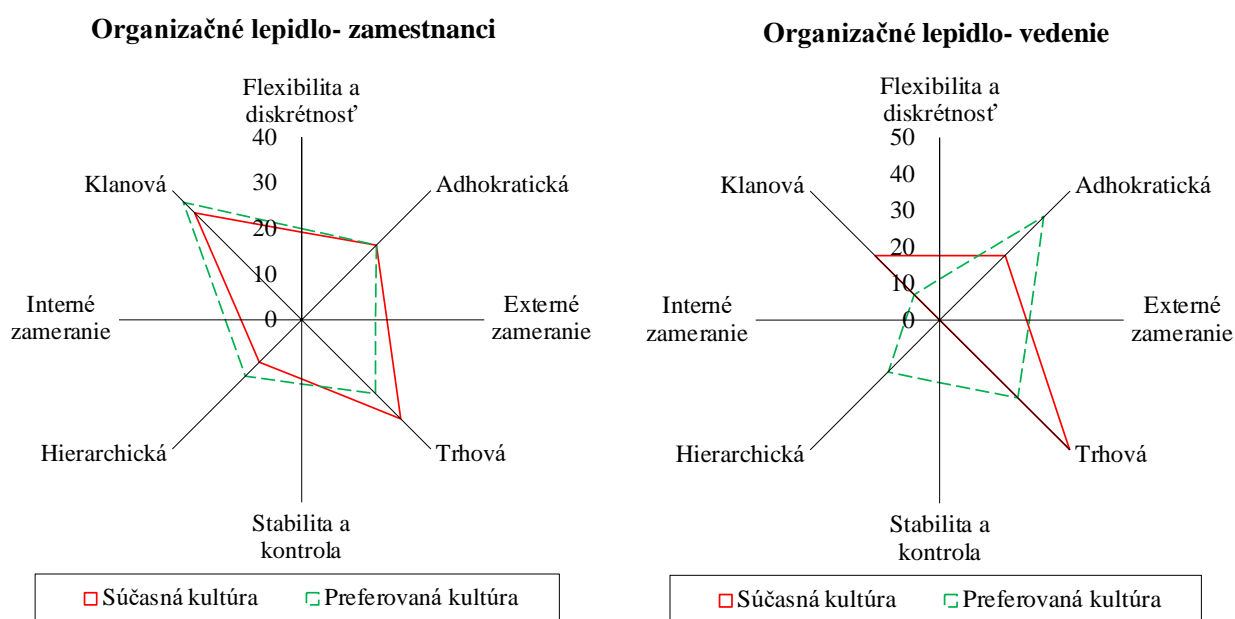 Organizačné lepidlo- zamestnanci
Flexibilita a
diskrétnosť
40
30
20
10
0
Klanová
Adhokratická
Interné
zameranie
Externé
zameranie
Hierarchická
Trhová
Stabilita a
kontrola
Súčasná kultúra
Preferovaná kultúra
Organizačné lepidlo- vedenie
Flexibilita a
diskrétnosť
50
40
30
20
10
0
Klanová
Adhokratická
Interné
zameranie
Externé
zameranie
Hierarchická
Trhová
Stabilita a
kontrola
Súčasná kultúra
Preferovaná kultúra